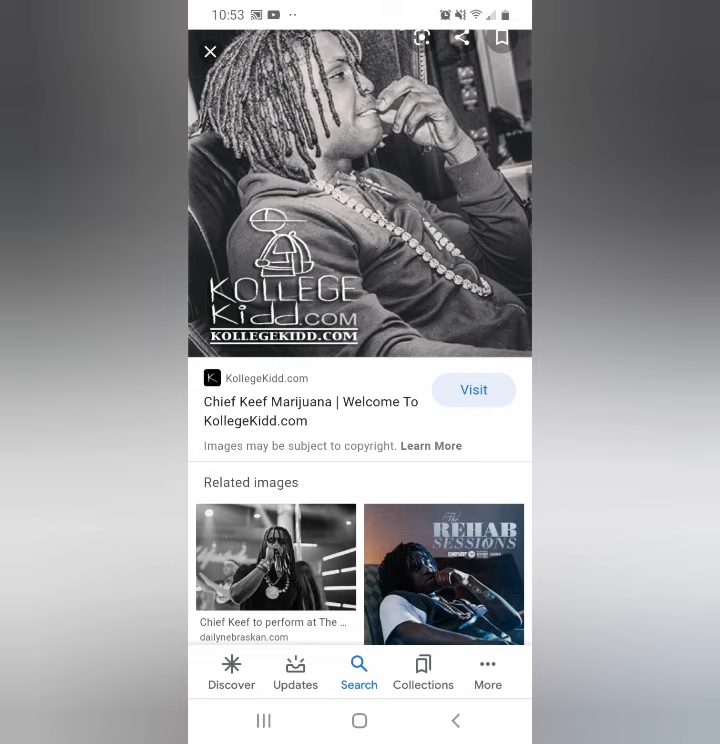 10:53
KOLLEGE
Kidd.COM
KOLLEGEKIDD.COM
KollegeKidd.com
Chief Keef Marijuana | Welcome To
KollegeKidd.com
Visit
Images may be subject to copyright. Learn More
Related images
The
REHAB
SESSIONS
Chief Keef to perform at The ...
dailynebraskan.com
Discover
Updates
Search
Collections
More